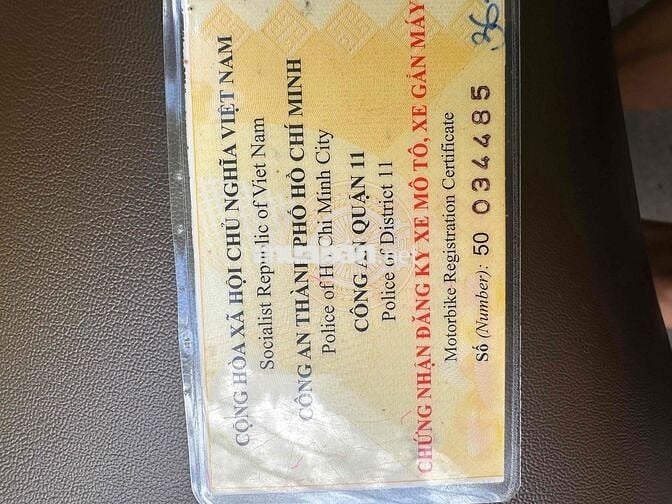 CỘNG HÒA XÃ HỘI CHỦ NGHĨA VIỆT NAM
Socialist Republic of Viet Nam
CÔNG AN THÀNH PHỐ HỒ CHÍ MINH
Police of Ho Chi Minh City
CÔNG AN QUẬN 11
Police of District 11
CHỨNG NHẬN ĐĂNG KÝ XE MÔ TÔ, XE GẮN MÁY
Motorbike Registration Certificate
Số (Number): 50 034485